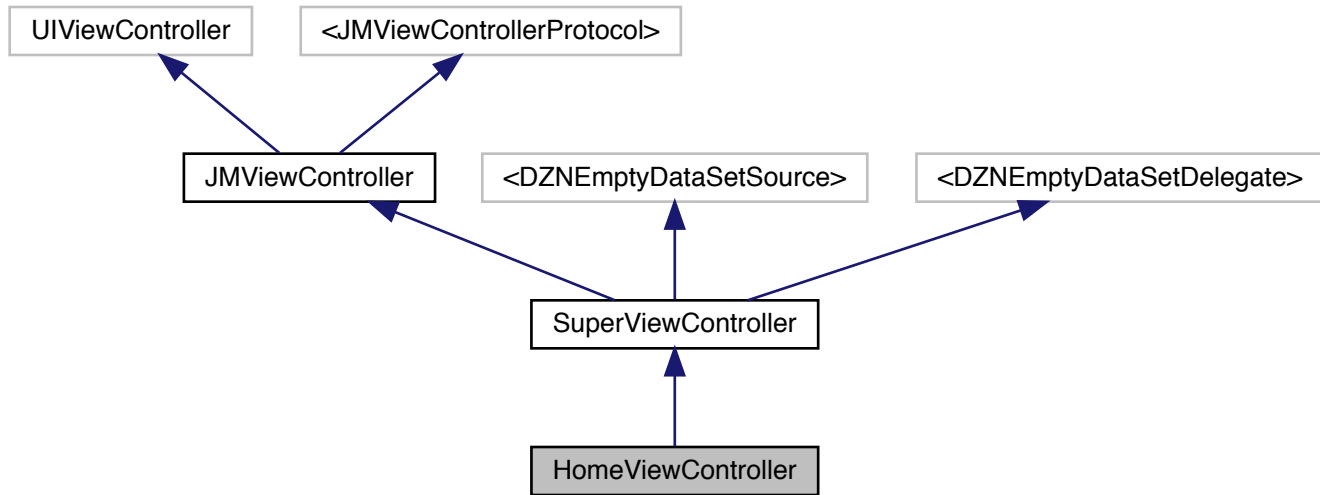 UIViewController
<JMViewControllerProtocol>
JMViewController
<DZNEmptyDataSetSource>
<DZNEmptyDataSetDelegate>
SuperViewController
HomeViewController